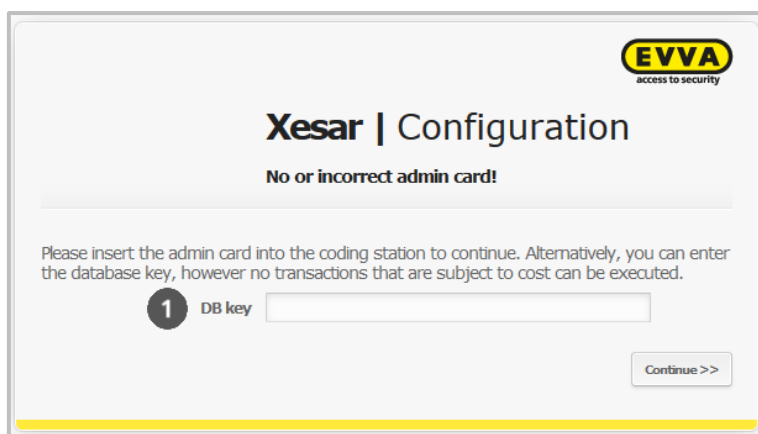 EVVA
access to security
Xesar | Configuration
No or incorrect admin card!
Please insert the admin card into the coding station to continue. Alternatively, you can enter
the database key, however no transactions that are subject to cost can be executed.
1 DB key
Continue >>